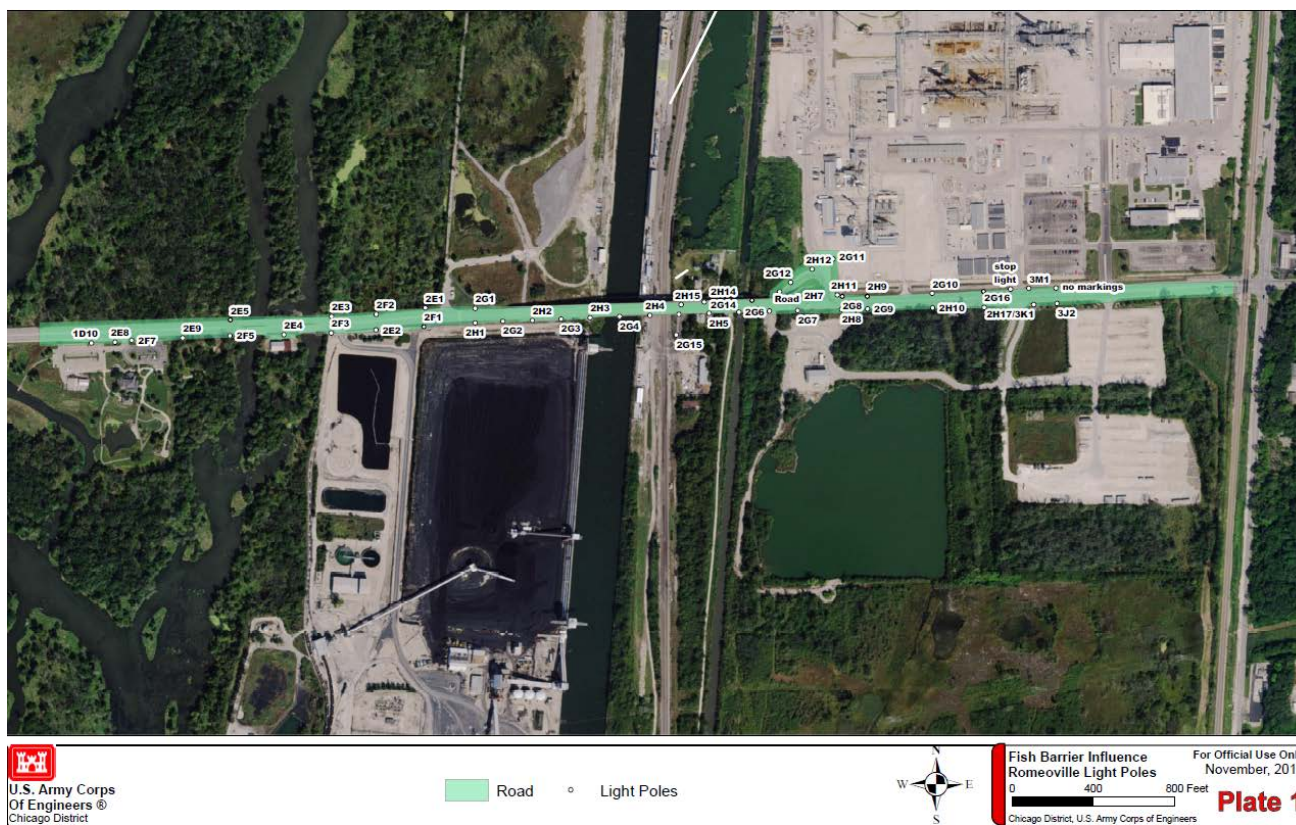 2G11
2H12
2G12
stop
light
3M1
no markings
2E1
2F2
2G1
2E3
2E5
2H3
2H4
2H2
2H15
2H14
2G14
Road
2H7
2H11
2H9
2G10
2G16
1D10
2E8
2F7
2E9
2F5
2E4
2F3
2E2
2F1
2H1
2G2
2G3
2G4
2G15
2H5
2G6
2G7
2G8
2H8
2G9
2H10
2H17/3K1
3J2
U.S. Army Corps
Of Engineers ®
Chicago District
Road
Light Poles
N
W E
S
Fish Barrier Influence
Romeoville Light Poles
0 400 800 Feet
Chicago District, U.S. Army Corps of Engineers
For Official Use Onl
November, 201
Plate 1